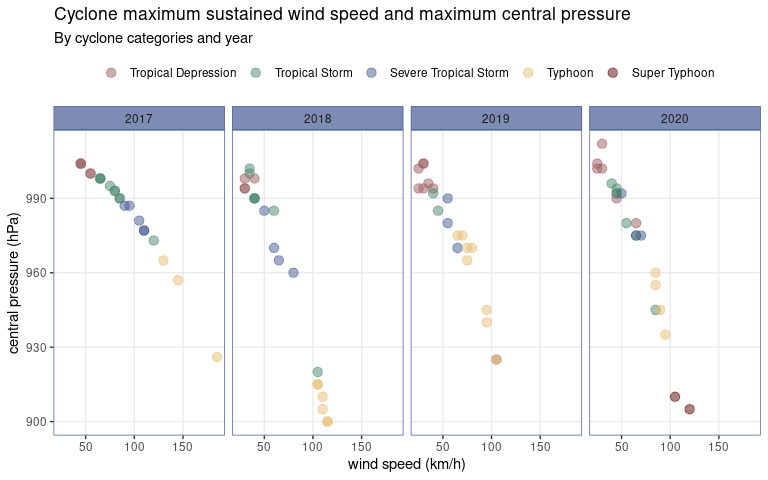 Cyclone maximum sustained wind speed and maximum central pressure
By cyclone categories and year
Tropical Depression Tropical Storm Severe Tropical Storm Typhoon Super Typhoon
2017 2018 2019 2020
central pressure (hPa)
990
960
930
900
50 100 150 50 100 150 50 100 150 50 100 150
wind speed (km/h)